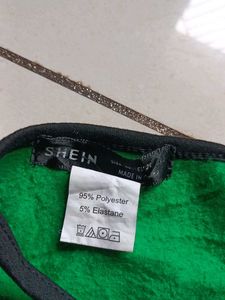 SHEIN
MADE IN
95% Polyester
5% Elastane